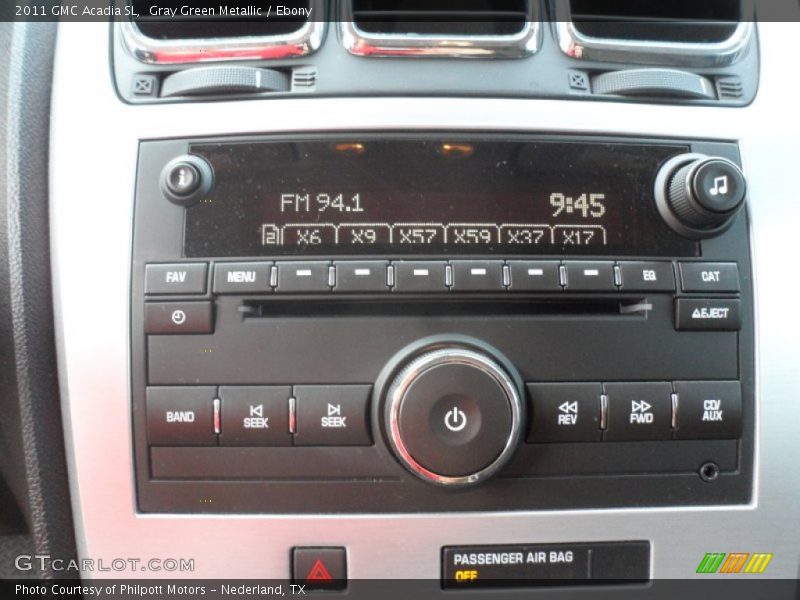 2011 GMC Acadia SL,  Gray Green Metallic / Ebony
i
FM 94.1 9:45
2 X6 X9 X57 X59 X37 X17
FAV MENU EQ CAT
EJECT
BAND SEEK SEEK REV FWD CD/AUX
PASSENGER AIR BAG
OFF
GTCARLOT.COM
Photo Courtesy of Philpott Motors - Nederland, TX